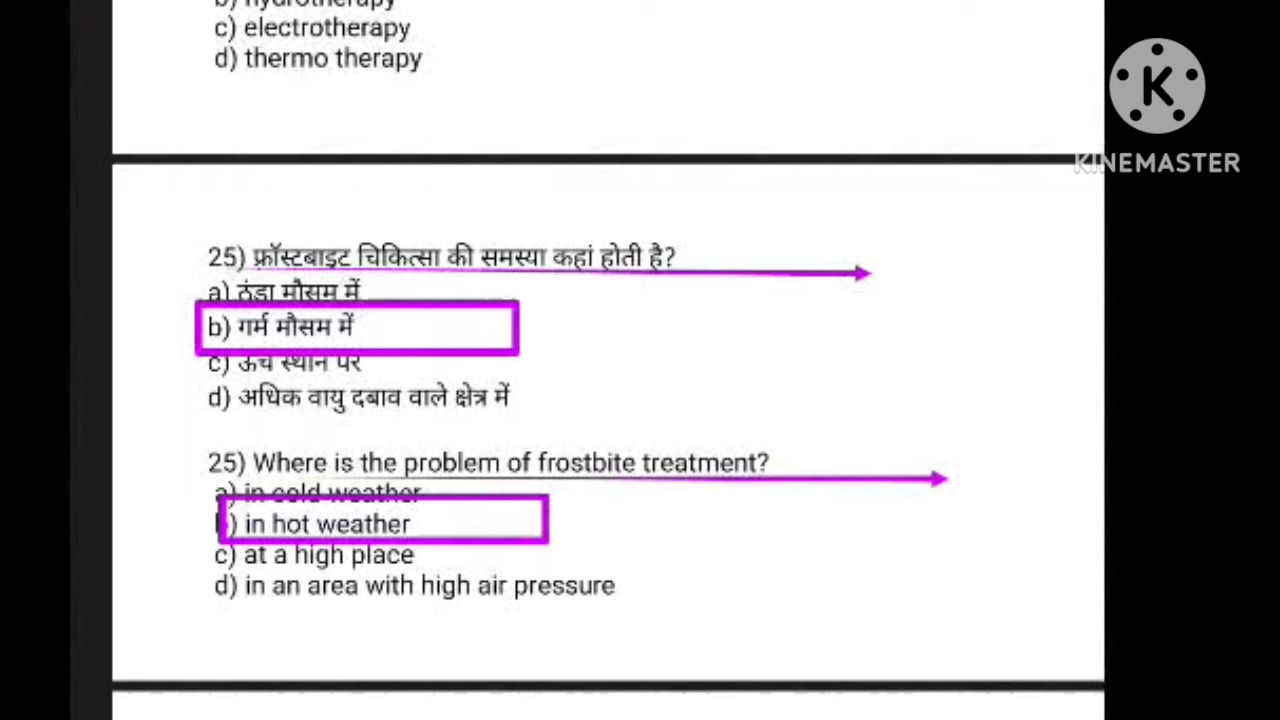 b) hydrotherapy
c) electrotherapy
d) thermo therapy
K
KINEMASTER
25) फ़्रॉस्टबाइट चिकित्सा की समस्या कहां होती है?
a) ठंडा मौसम में
b) गर्म मौसम में
c) ऊंचे स्थान पर
d) अधिक वायु दबाव वाले क्षेत्र में
25) Where is the problem of frostbite treatment?
a) in cold weather
b) in hot weather
c) at a high place
d) in an area with high air pressure